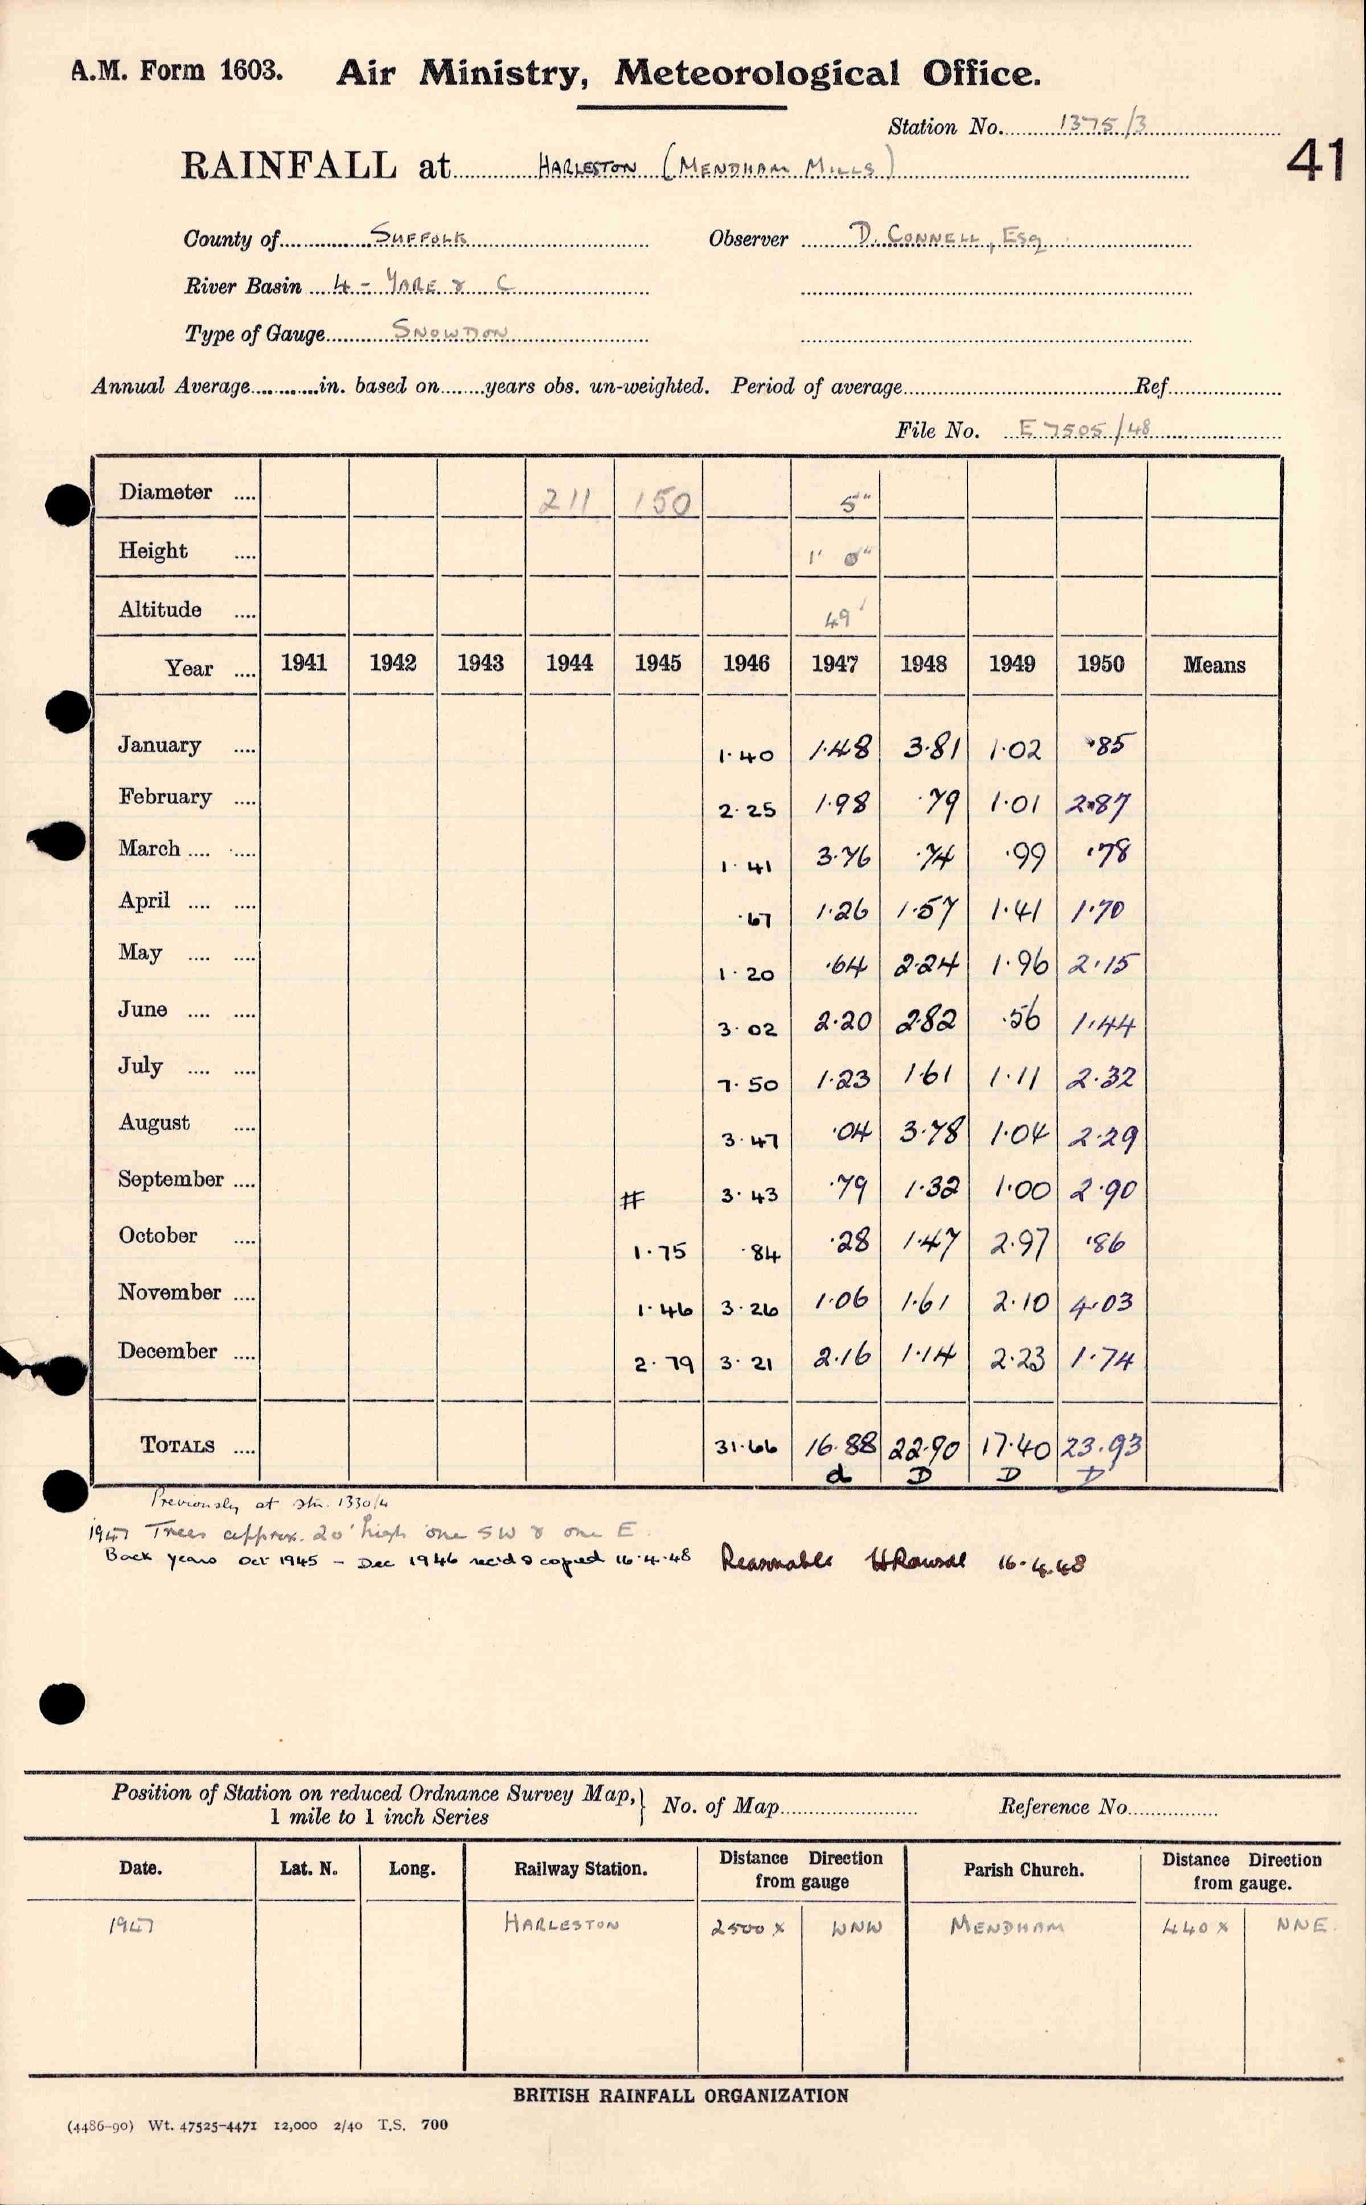 A.M. Form 1603. Air Ministry, Meteorological Office.
Station No. 1375/3
41
RAINFALL at HARLESTON (MENDHAM MILLS)
County of SUFFOLK Observer D. CONNELL, ESQ
River Basin 4 - YARE & C
Type of Gauge SNOWDON
Annual Average in. based on years obs. un-weighted. Period of average Ref.
File No. E 7505/48
Diameter .... 211 150 5"
Height .... 1' 0"
Altitude .... 49'
Year .... 1941 1942 1943 1944 1945 1946 1947 1948 1949 1950 Means
January .... 1.40 1.48 3.81 1.02 .85
February .... 2.25 1.98 .79 1.01 2.87
March .... .... 1.41 3.76 .74 .99 .78
April .... .... .67 1.26 1.57 1.41 1.70
May .... .... 1.20 .64 2.24 1.96 2.15
June .... .... 3.02 2.20 2.82 .56 1.44
July .... .... 7.50 1.23 1.61 1.11 2.32
August .... 3.47 .04 3.78 1.04 2.29
September .... # 3.43 .79 1.32 1.00 2.90
October .... 1.75 .84 .28 1.47 2.97 .86
November .... 1.46 3.26 1.06 1.61 2.10 4.03
December .... 2.79 3.21 2.16 1.14 2.23 1.74
TOTALS .... 31.66 16.88 22.90 17.40 23.93
d D D D
Previously at stn. 1330/4
1947 Trees approx. 20' high one SW & one E.
Back years Oct 1945 - Dec 1946 rec'd & copied 16.4.48 Reasonable 16.4.48
Position of Station on reduced Ordnance Survey Map, 1 mile to 1 inch Series } No. of Map Reference No.
Date. Lat. N. Long. Railway Station. Distance Direction from gauge Parish Church. Distance Direction from gauge.
1947 HARLESTON 2500 x WNW MENDHAM 440 x NNE.
BRITISH RAINFALL ORGANIZATION
(4486-90) Wt. 47525-4471 12,000 2/40 T.S. 700